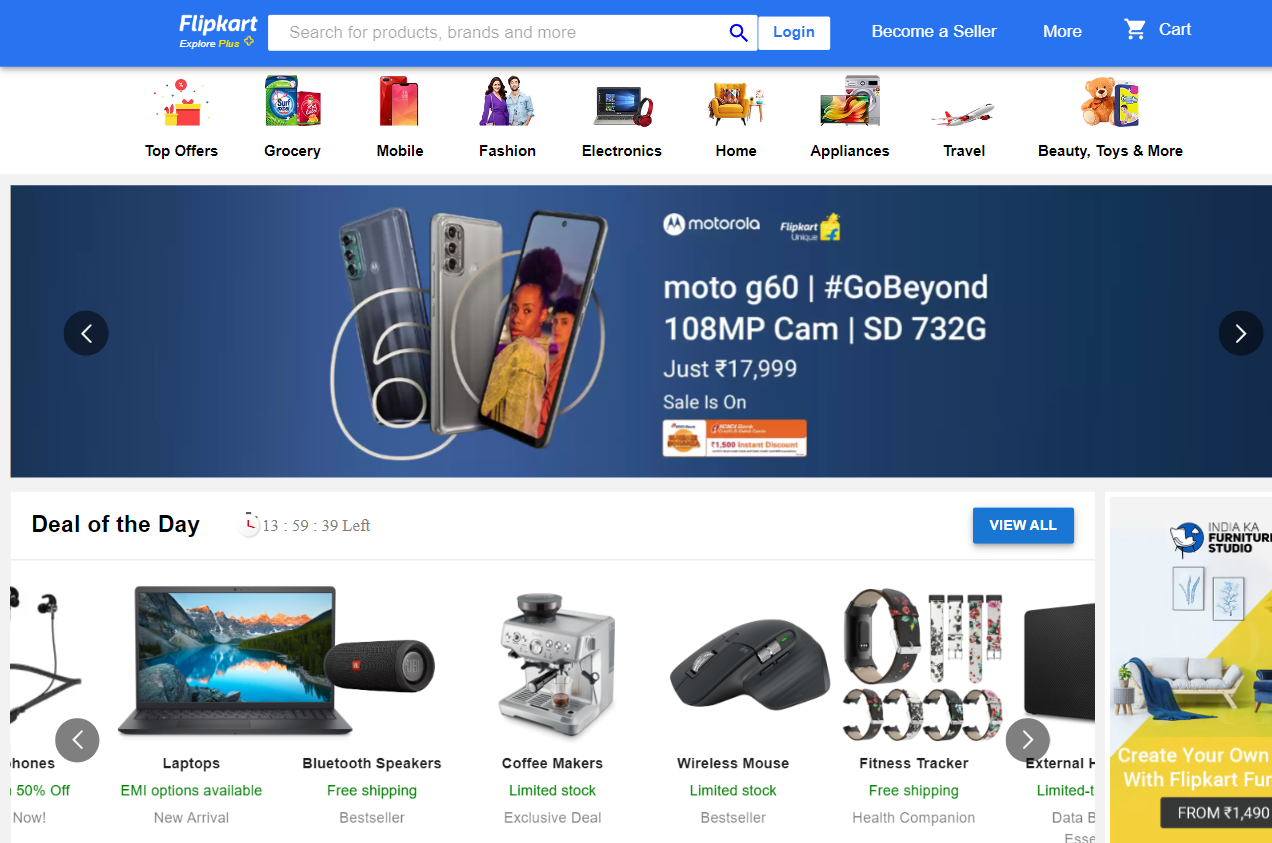 Flipkart
Explore Plus
Search for products, brands and more
Login
Become a Seller
More
Cart
Top Offers
Grocery
Mobile
Fashion
Electronics
Home
Appliances
Travel
Beauty, Toys & More
motorola
Flipkart
Unique
moto g60 | #GoBeyond
108MP Cam | SD 732G
Just ₹17,999
Sale Is On
ICICI Bank
₹1,500 Instant Discount
Deal of the Day
13 : 59 : 39 Left
VIEW ALL
INDIA KA
FURNITUR
STUDIO
JBL
phones
Laptops
Bluetooth Speakers
Coffee Makers
Wireless Mouse
Fitness Tracker
External H
50% Off
EMI options available
Free shipping
Limited stock
Limited stock
Free shipping
Limited-t
Now!
New Arrival
Bestseller
Exclusive Deal
Bestseller
Health Companion
Data B
Esse
Create Your Own
With Flipkart Fur
FROM ₹1,490